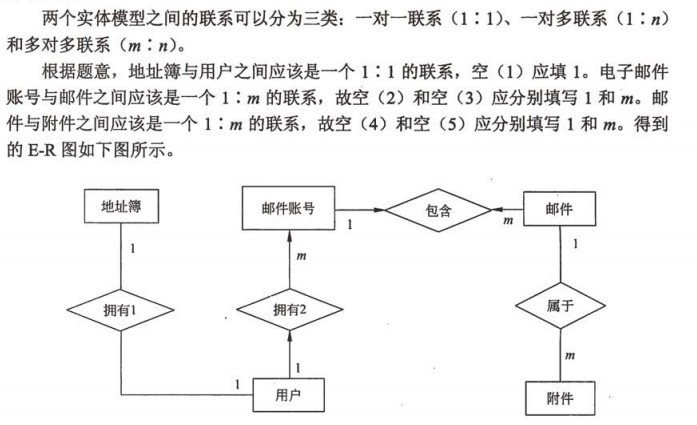 两个实体模型之间的联系可以分为三类：一对一联系（1∶1）、一对多联系（1∶n）
和多对多联系（m∶n）。
根据题意，地址簿与用户之间应该是一个 1∶1 的联系，空（1）应填 1。电子邮件
账号与邮件之间应该是一个 1∶m 的联系，故空（2）和空（3）应分别填写 1 和 m。邮
件与附件之间应该是一个 1∶m 的联系，故空（4）和空（5）应分别填写 1 和 m。得到
的 E-R 图如下图所示。
地址簿
邮件账号
包含
邮件
1
m
1
m
1
拥有1
拥有2
属于
1
1
m
用户
附件